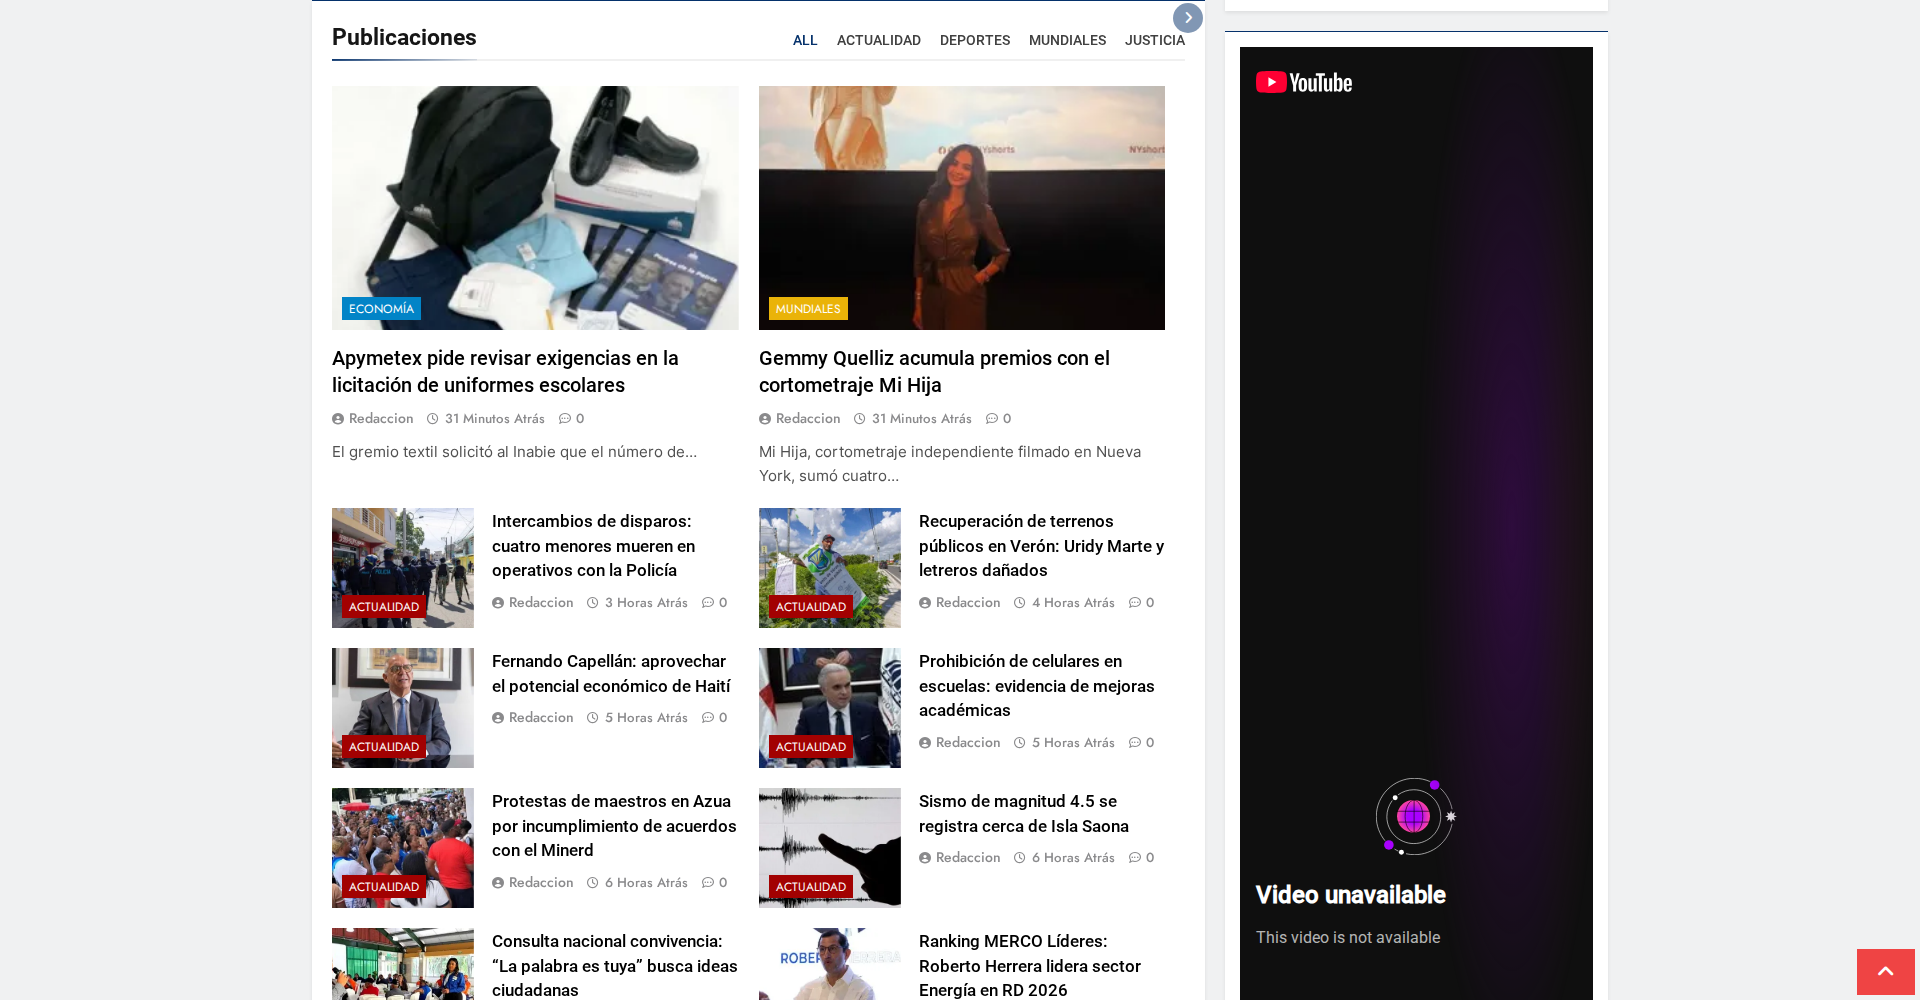 Publicaciones
ALL
ACTUALIDAD
DEPORTES
MUNDIALES
JUSTICIA
NYshorts
NYshorts
ECONOMÍA
MUNDIALES
Apymetex pide revisar exigencias en la
licitación de uniformes escolares
Redaccion 31 Minutos Atrás 0
El gremio textil solicitó al Inabie que el número de...
Gemmy Quelliz acumula premios con el
cortometraje Mi Hija
Redaccion 31 Minutos Atrás 0
Mi Hija, cortometraje independiente filmado en Nueva
York, sumó cuatro...
ACTUALIDAD
Intercambios de disparos:
cuatro menores mueren en
operativos con la Policía
Redaccion 3 Horas Atrás 0
ACTUALIDAD
Recuperación de terrenos
públicos en Verón: Uridy Marte y
letreros dañados
Redaccion 4 Horas Atrás 0
ACTUALIDAD
Fernando Capellán: aprovechar
el potencial económico de Haití
Redaccion 5 Horas Atrás 0
ACTUALIDAD
Prohibición de celulares en
escuelas: evidencia de mejoras
académicas
Redaccion 5 Horas Atrás 0
ACTUALIDAD
Protestas de maestros en Azua
por incumplimiento de acuerdos
con el Minerd
Redaccion 6 Horas Atrás 0
ACTUALIDAD
Sismo de magnitud 4.5 se
registra cerca de Isla Saona
Redaccion 6 Horas Atrás 0
Consulta nacional convivencia:
“La palabra es tuya” busca ideas
ciudadanas
Ranking MERCO Líderes:
Roberto Herrera lidera sector
Energía en RD 2026
YouTube
Video unavailable
This video is not available